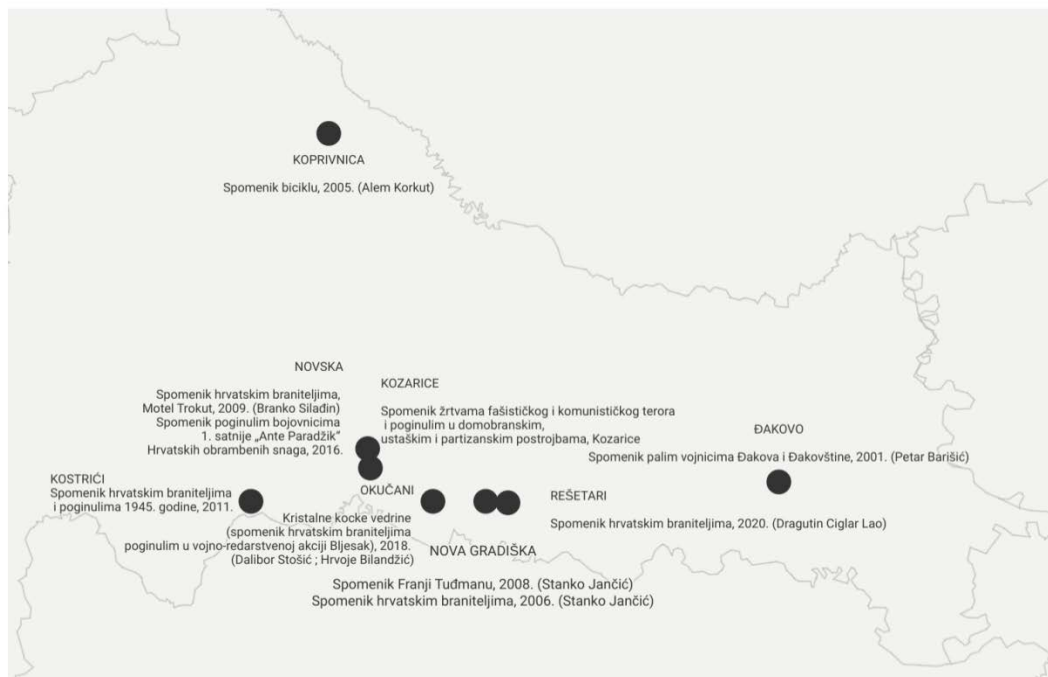 KOPRIVNICA
Spomenik biciklu, 2005. (Alem Korkut)
NOVSKA
Spomenik hrvatskim braniteljima,
Motel Trokut, 2009. (Branko Silađin)
Spomenik poginulim bojovnicima
1. satnije „Ante Paradžik“
Hrvatskih obrambenih snaga, 2016.
KOZARICE
Spomenik žrtvama fašističkog i komunističkog terora
i poginulim u domobranskim,
ustaškim i partizanskim postrojbama, Kozarice
ĐAKOVO
Spomenik palim vojnicima Đakova i Đakovštine, 2001. (Petar Barišić)
KOSTRIĆI
Spomenik hrvatskim braniteljima
i poginulima 1945. godine, 2011.
OKUČANI
Kristalne kocke vedrine
(spomenik hrvatskim braniteljima
poginulim u vojno-redarstvenoj akciji Bljesak), 2018.
(Dalibor Stošić ; Hrvoje Bilandžić)
REŠETARI
Spomenik hrvatskim braniteljima, 2020. (Dragutin Ciglar Lao)
NOVA GRADIŠKA
Spomenik Franji Tuđmanu, 2008. (Stanko Jančić)
Spomenik hrvatskim braniteljima, 2006. (Stanko Jančić)